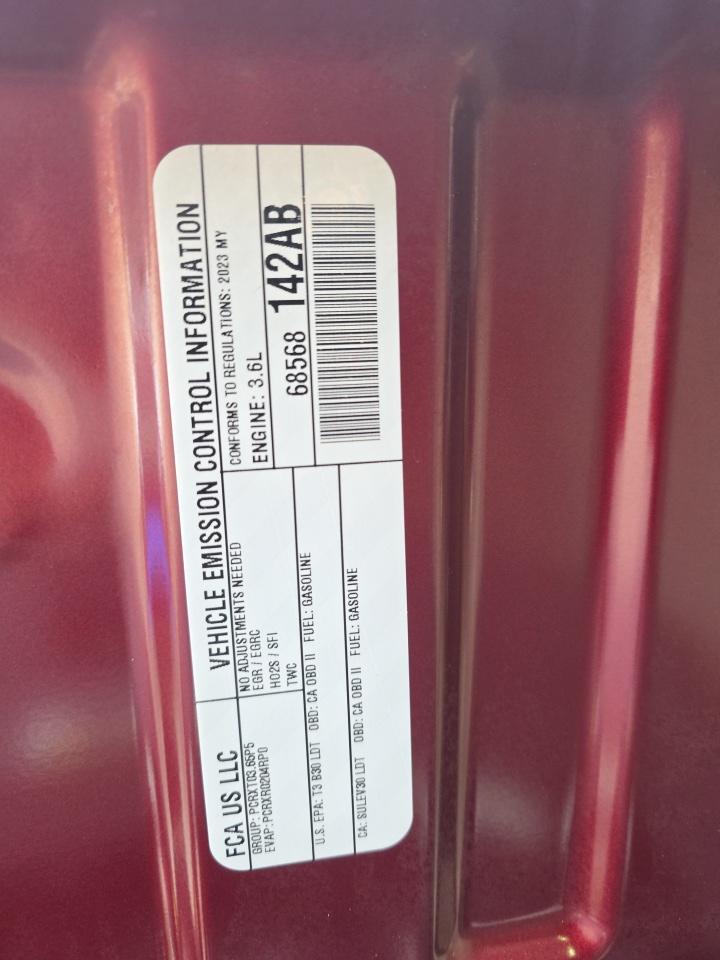 FCA US LLC
VEHICLE EMISSION CONTROL INFORMATION
GROUP: PCRXT03.65P5
EVAP: PCRXR0204RP0
NO ADJUSTMENTS NEEDED
EGR / EGRC
HO2S / SFI
TWC
CONFORMS TO REGULATIONS: 2023 MY
ENGINE: 3.6L
68568 142AB
U.S. EPA: T3 B30 LDT OBD: CA OBD II FUEL: GASOLINE
CA: SULEV30 LDT OBD: CA OBD II FUEL: GASOLINE